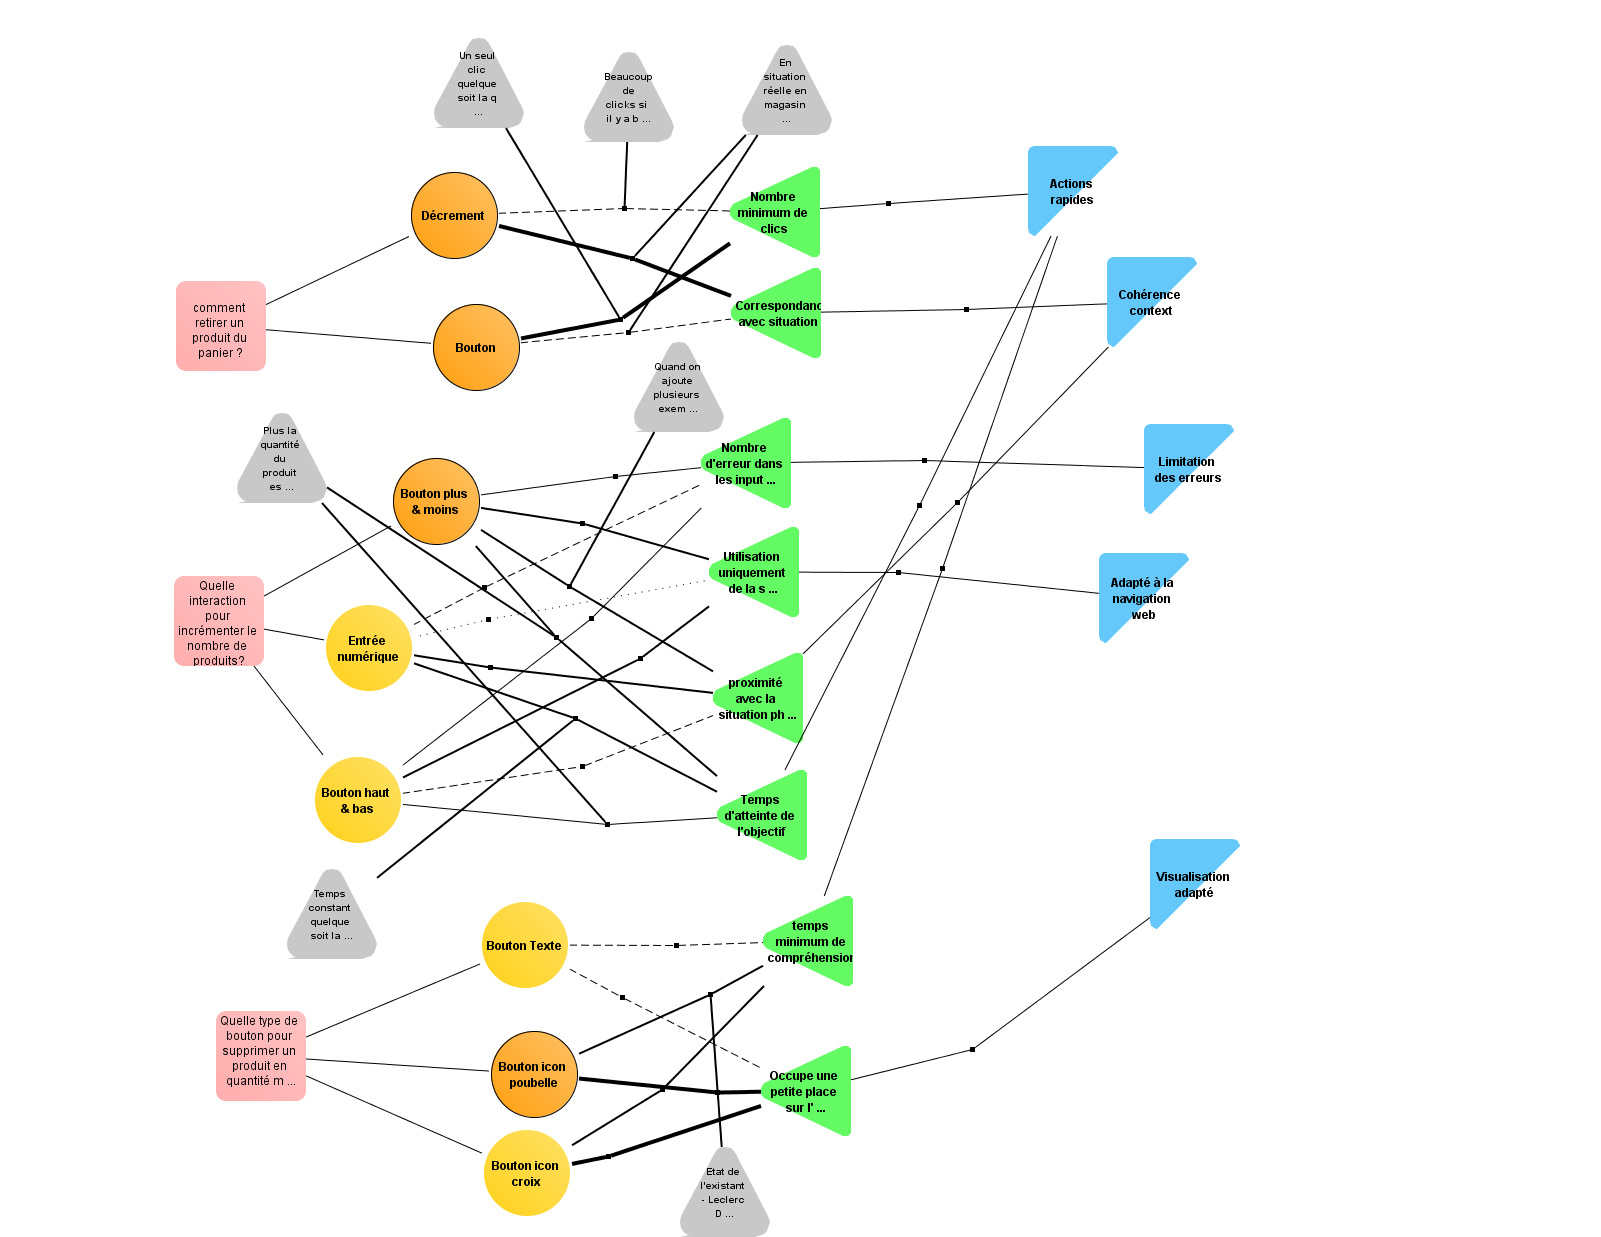 Un seul
clic
quelque
soit la q
...
Beaucoup
de
clicks si
il y a b ...
En
situation
réelle en
magasin
...
Décrement
Nombre
minimum de
clics
Actions
rapides
comment
retirer un
produit du
panier ?
Bouton
Correspondanc
avec situation
Cohérence
context
Quand on
ajoute
plusieurs
exem ...
Plus la
quantité
du
produit
es ...
Bouton plus
& moins
Nombre
d'erreur dans
les input ...
Limitation
des erreurs
Utilisation
uniquement
de la s ...
Adapté à la
navigation
web
Quelle
interaction
pour
incrémenter le
nombre de
produits?
Entrée
numérique
proximité
avec la
situation ph ...
Bouton haut
& bas
Temps
d'atteinte de
l'objectif
Temps
constant
quelque
soit la ...
Visualisation
adapté
Bouton Texte
temps
minimum de
compréhension
Quelle type de
bouton pour
supprimer un
produit en
quantité m ...
Bouton icon
poubelle
Occupe une
petite place
sur l' ...
Bouton icon
croix
Etat de
l'existant
- Leclerc
D ...